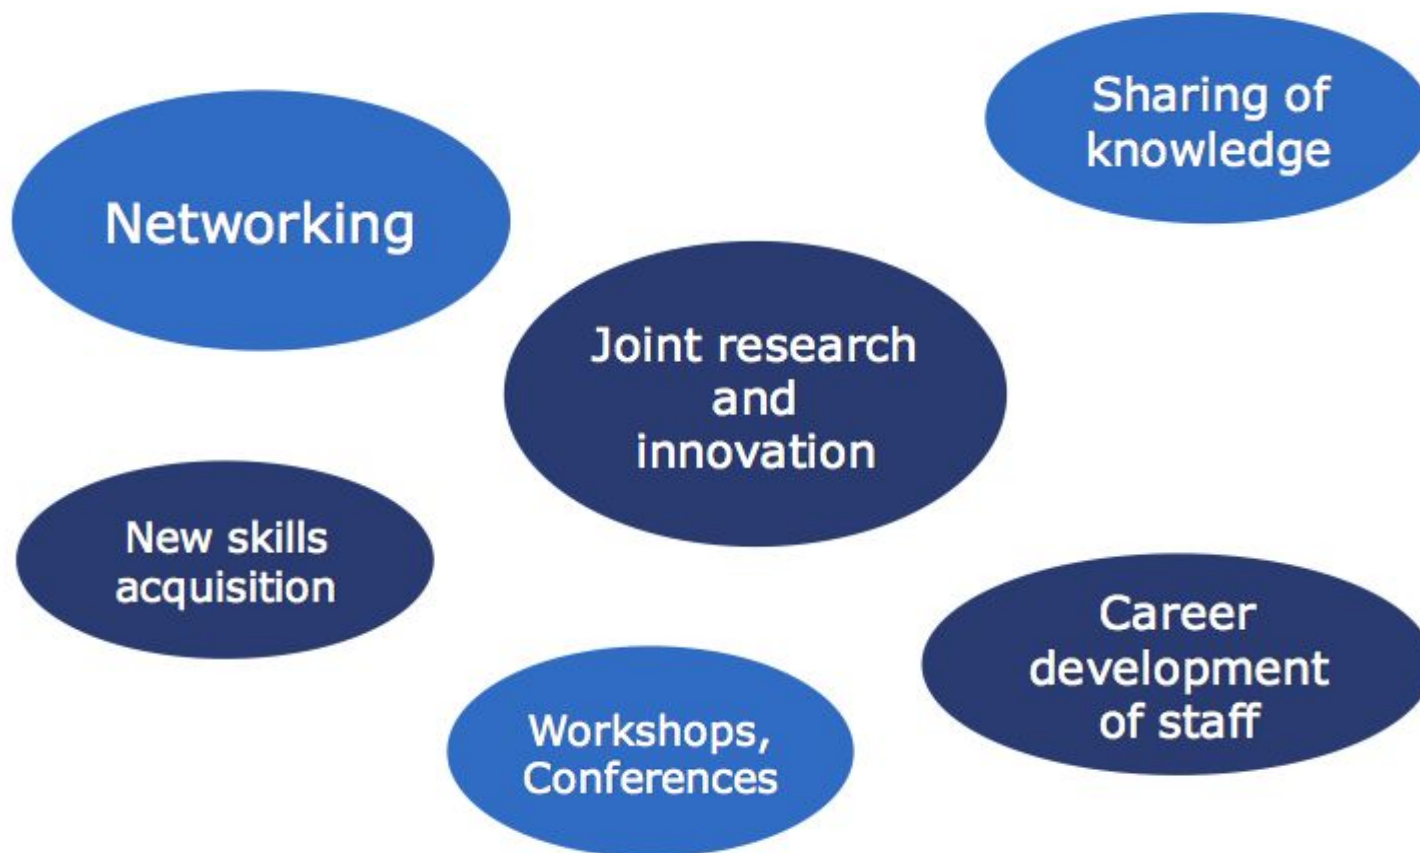 Networking
Sharing of
knowledge
Joint research
and
innovation
New skills
acquisition
Career
development
of staff
Workshops,
Conferences